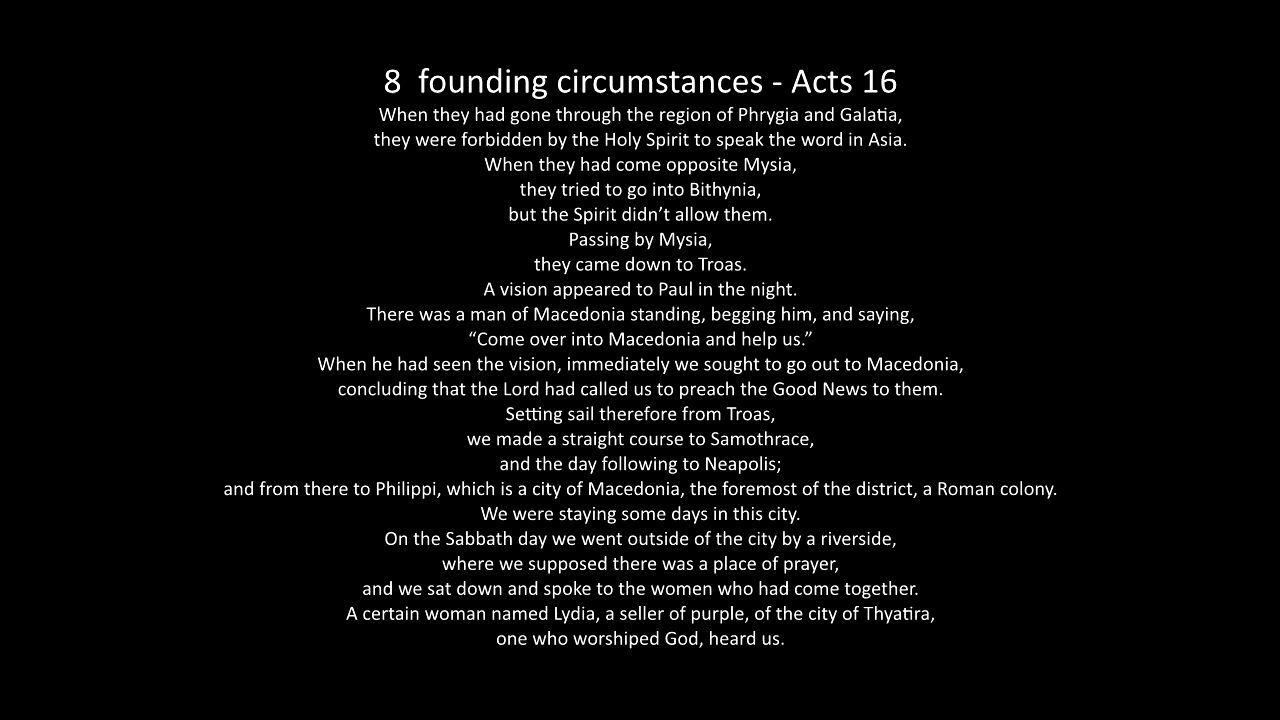 8  founding circumstances - Acts 16
When they had gone through the region of Phrygia and Galatia,
they were forbidden by the Holy Spirit to speak the word in Asia.
When they had come opposite Mysia,
they tried to go into Bithynia,
but the Spirit didn’t allow them.
Passing by Mysia,
they came down to Troas.
A vision appeared to Paul in the night.
There was a man of Macedonia standing, begging him, and saying,
“Come over into Macedonia and help us.”
When he had seen the vision, immediately we sought to go out to Macedonia,
concluding that the Lord had called us to preach the Good News to them.
Setting sail therefore from Troas,
we made a straight course to Samothrace,
and the day following to Neapolis;
and from there to Philippi, which is a city of Macedonia, the foremost of the district, a Roman colony.
We were staying some days in this city.
On the Sabbath day we went outside of the city by a riverside,
where we supposed there was a place of prayer,
and we sat down and spoke to the women who had come together.
A certain woman named Lydia, a seller of purple, of the city of Thyatira,
one who worshiped God, heard us.